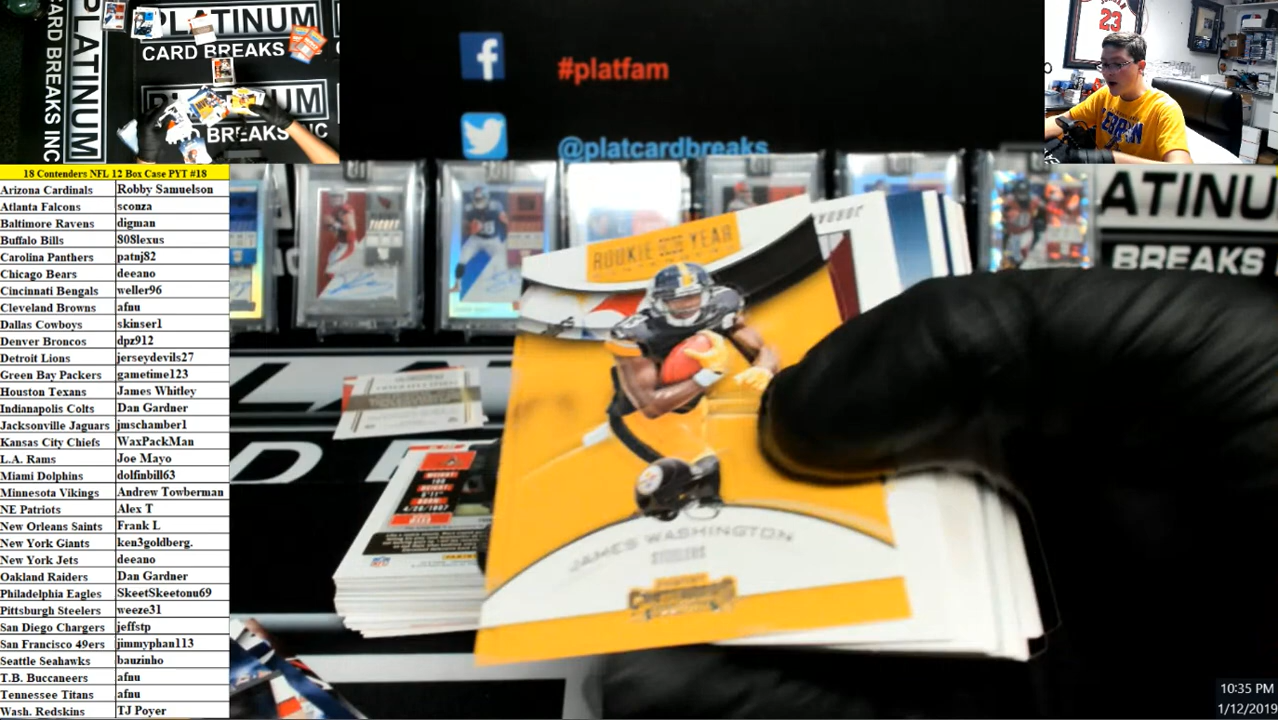 PLATINUM
CARD BREAKS INC
PLATINUM
CARD BREAKS INC
BREAKS INC
#platfam
@platcardbreaks
23
ATINU
BREAKS
18 Contenders NFL 12 Box Case PYT #18
Arizona Cardinals Robby Samuelson
Atlanta Falcons sconza
Baltimore Ravens digman
Buffalo Bills 808lexus
Carolina Panthers patnj82
Chicago Bears deeano
Cincinnati Bengals weller96
Cleveland Browns afnu
Dallas Cowboys skinser1
Denver Broncos dpz912
Detroit Lions jerseydevils27
Green Bay Packers gametime123
Houston Texans James Whitley
Indianapolis Colts Dan Gardner
Jacksonville Jaguars jmschamber1
Kansas City Chiefs WaxPackMan
L.A. Rams Joe Mayo
Miami Dolphins dolfinbill63
Minnesota Vikings Andrew Towberman
NE Patriots Alex T
New Orleans Saints Frank L
New York Giants ken3goldberg.
New York Jets deeano
Oakland Raiders Dan Gardner
Philadelphia Eagles SkeetSkeetonu69
Pittsburgh Steelers weeze31
San Diego Chargers jeffstp
San Francisco 49ers jimmyphan113
Seattle Seahawks bauzinho
T.B. Buccaneers afnu
Tennessee Titans afnu
Wash. Redskins TJ Poyer
ROOKIE OF THE YEAR
JAMES WASHINGTON
STEELERS
10:35 PM
1/12/2019